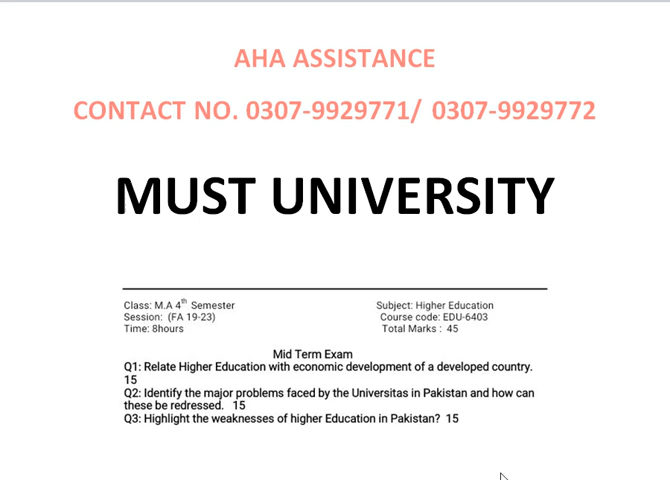 AHA ASSISTANCE
CONTACT NO. 0307-9929771/ 0307-9929772
MUST UNIVERSITY
Class: M.A 4th Semester Subject: Higher Education
Session: (FA 19-23) Course code: EDU-6403
Time: 8hours Total Marks : 45
Mid Term Exam
Q1: Relate Higher Education with economic development of a developed country.
15
Q2: Identify the major problems faced by the Universitas in Pakistan and how can
these be redressed. 15
Q3: Highlight the weaknesses of higher Education in Pakistan? 15